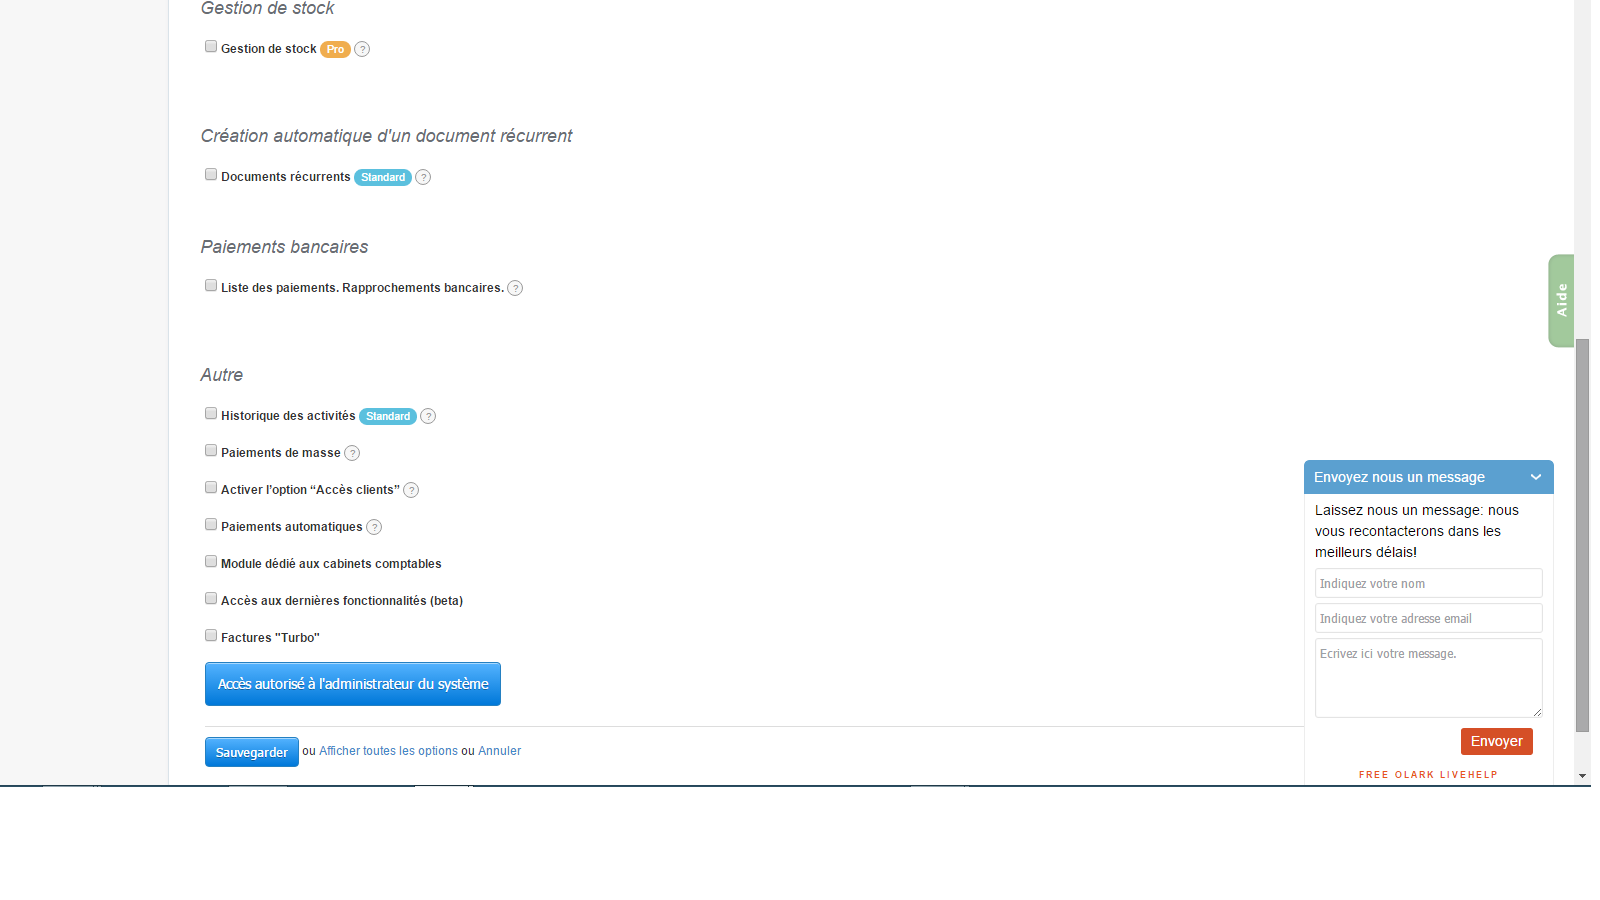 Gestion de stock
Gestion de stock Pro ?
Création automatique d'un document récurrent
Documents récurrents Standard ?
Paiements bancaires
Liste des paiements. Rapprochements bancaires. ?
Aide
Autre
Historique des activités Standard ?
Paiements de masse ?
Activer l'option “Accès clients” ?
Paiements automatiques ?
Module dédié aux cabinets comptables
Accès aux dernières fonctionnalités (beta)
Factures "Turbo"
Accès autorisé à l'administrateur du système
Sauvegarder ou Afficher toutes les options ou Annuler
Envoyez nous un message
Laissez nous un message: nous
vous recontacterons dans les
meilleurs délais!
Indiquez votre nom
Indiquez votre adresse email
Ecrivez ici votre message.
Envoyer
FREE OLARK LIVEHELP